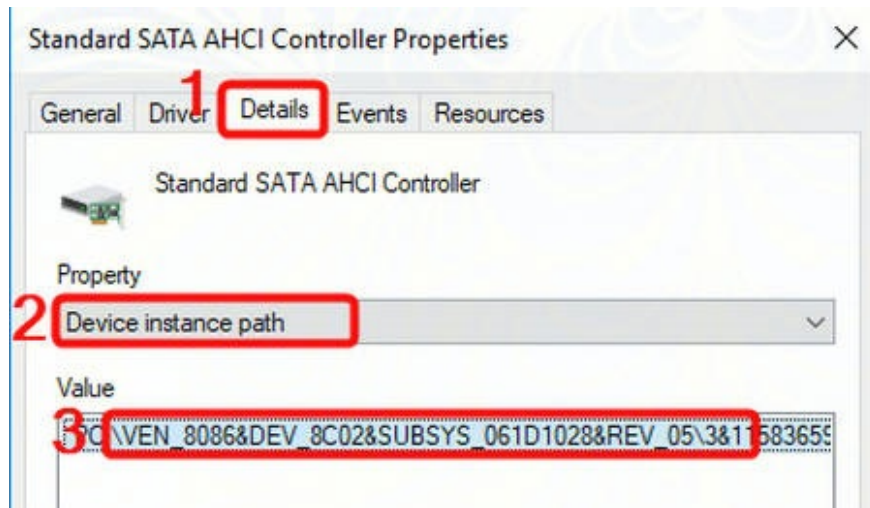 Standard SATA AHCI Controller Properties
1
General Driver Details Events Resources
Standard SATA AHCI Controller
Property
2 Device instance path
Value
3 \VEN_8086&DEV_8C02&SUBSYS_061D1028&REV_05\3&11583659